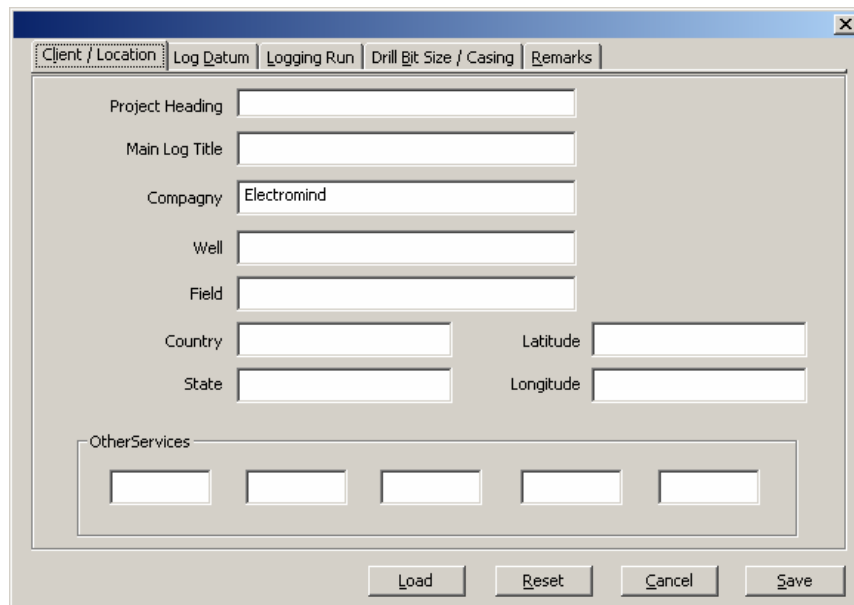 Client / Location Log Datum Logging Run Drill Bit Size / Casing Remarks
Project Heading
Main Log Title
Compagny Electromind
Well
Field
Country Latitude
State Longitude
OtherServices
Load Reset Cancel Save